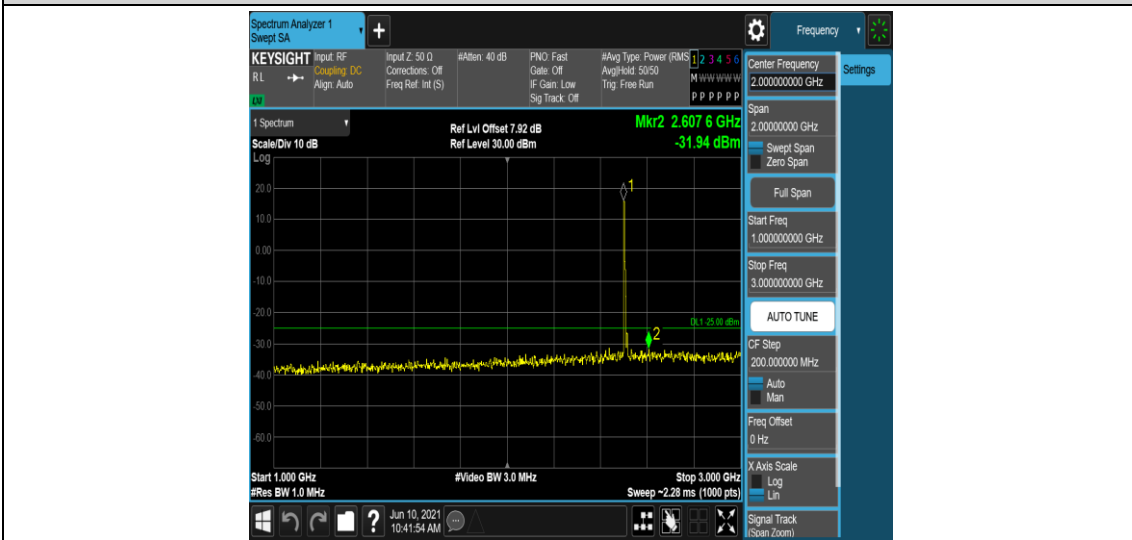 Spectrum Analyzer 1
Swept SA
+
Frequency
KEYSIGHT
RL
LXI
Input: RF
Coupling: DC
Align: Auto
Input Z: 50 Ω
Corrections: Off
Freq Ref: Int (S)
#Atten: 40 dB
PNO: Fast
Gate: Off
IF Gain: Low
Sig Track: Off
#Avg Type: Power (RMS
Avg|Hold: 50/50
Trig: Free Run
1 2 3 4 5 6
M W W W W W
P P P P P P
1 Spectrum
Scale/Div 10 dB
Log
Ref Lvl Offset 7.92 dB
Ref Level 30.00 dBm
Mkr2 2.607 6 GHz
-31.94 dBm
20.0
10.0
0.00
-10.0
-20.0
-30.0
-40.0
-50.0
-60.0
1
DL1 -25.00 dBm
2
Start 1.000 GHz
#Res BW 1.0 MHz
#Video BW 3.0 MHz
Stop 3.000 GHz
Sweep ~2.28 ms (1000 pts)
?
Jun 10, 2021
10:41:54 AM
Center Frequency
2.000000000 GHz
Settings
Span
2.00000000 GHz
Swept Span
Zero Span
Full Span
Start Freq
1.000000000 GHz
Stop Freq
3.000000000 GHz
AUTO TUNE
CF Step
200.000000 MHz
Auto
Man
Freq Offset
0 Hz
X Axis Scale
Log
Lin
Signal Track
(Span Zoom)